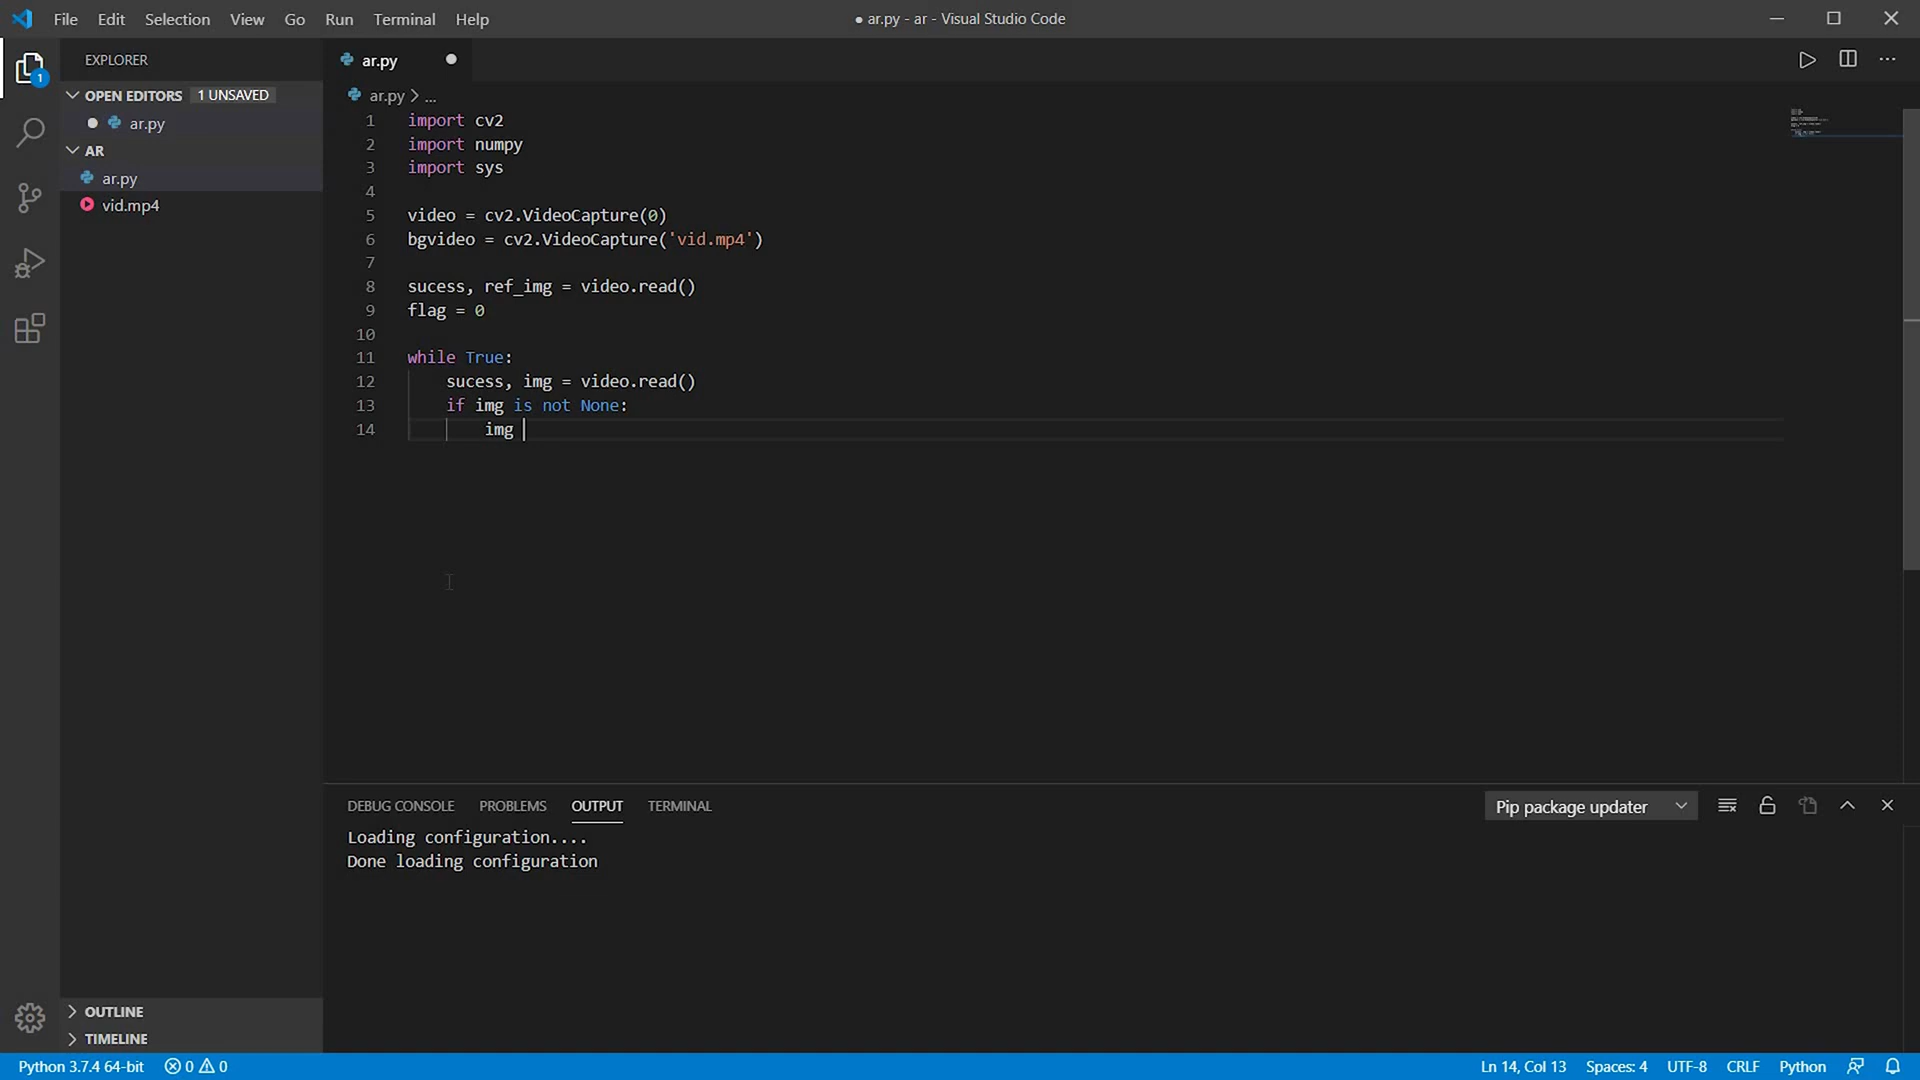 File Edit Selection View Go Run Terminal Help
● ar.py - ar - Visual Studio Code
1
EXPLORER
OPEN EDITORS 1 UNSAVED
ar.py
AR
ar.py
vid.mp4
OUTLINE
TIMELINE
ar.py
ar.py > ...
1 import cv2
2 import numpy
3 import sys
4
5 video = cv2.VideoCapture(0)
6 bgvideo = cv2.VideoCapture('vid.mp4')
7
8 sucess, ref_img = video.read()
9 flag = 0
10
11 while True:
12 sucess, img = video.read()
13 if img is not None:
14 img
DEBUG CONSOLE PROBLEMS OUTPUT TERMINAL
Pip package updater
Loading configuration....
Done loading configuration
Python 3.7.4 64-bit 0 0
Ln 14, Col 13 Spaces: 4 UTF-8 CRLF Python